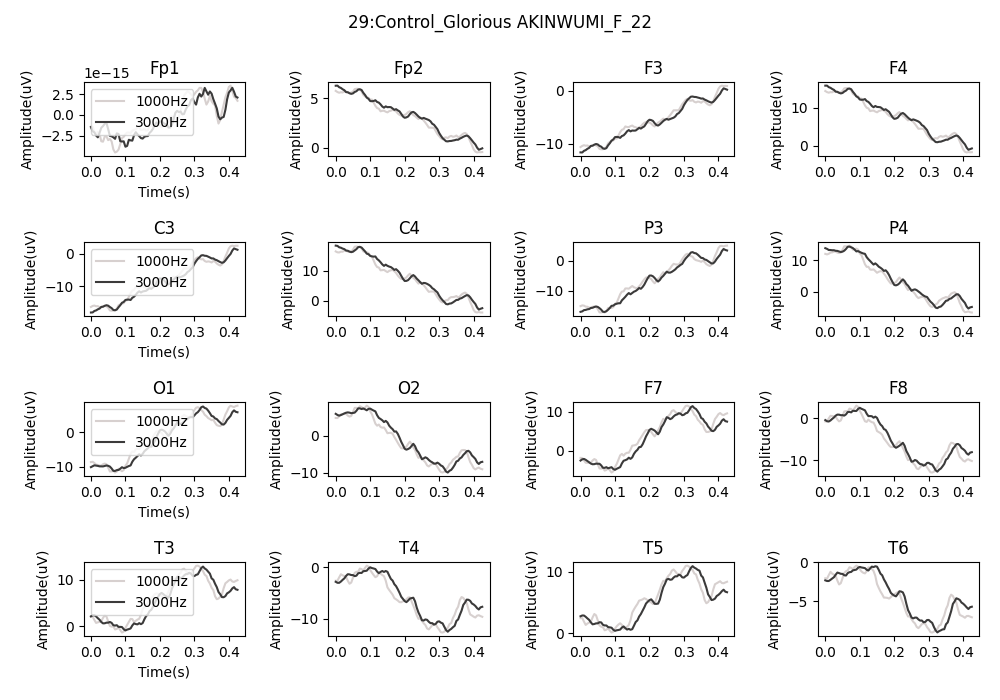 29:Control_Glorious AKINWUMI_F_22
1e−15 Fp1 Fp2 F3 F4
Amplitude(uV) 2.5 0.0 −2.5 1000Hz 3000Hz 0.0 0.1 0.2 0.3 0.4 Time(s)
Amplitude(uV) 5 0 0.0 0.1 0.2 0.3 0.4
Amplitude(uV) 0 −10 0.0 0.1 0.2 0.3 0.4
Amplitude(uV) 10 0 0.0 0.1 0.2 0.3 0.4
C3 C4 P3 P4
Amplitude(uV) 0 −10 1000Hz 3000Hz 0.0 0.1 0.2 0.3 0.4 Time(s)
Amplitude(uV) 10 0 0.0 0.1 0.2 0.3 0.4
Amplitude(uV) 0 −10 0.0 0.1 0.2 0.3 0.4
Amplitude(uV) 10 0 0.0 0.1 0.2 0.3 0.4
O1 O2 F7 F8
Amplitude(uV) 0 −10 1000Hz 3000Hz 0.0 0.1 0.2 0.3 0.4 Time(s)
Amplitude(uV) 0 −10 0.0 0.1 0.2 0.3 0.4
Amplitude(uV) 10 0 0.0 0.1 0.2 0.3 0.4
Amplitude(uV) 0 −10 0.0 0.1 0.2 0.3 0.4
T3 T4 T5 T6
Amplitude(uV) 10 0 1000Hz 3000Hz 0.0 0.1 0.2 0.3 0.4 Time(s)
Amplitude(uV) 0 −10 0.0 0.1 0.2 0.3 0.4
Amplitude(uV) 10 0 0.0 0.1 0.2 0.3 0.4
Amplitude(uV) 0 −5 0.0 0.1 0.2 0.3 0.4